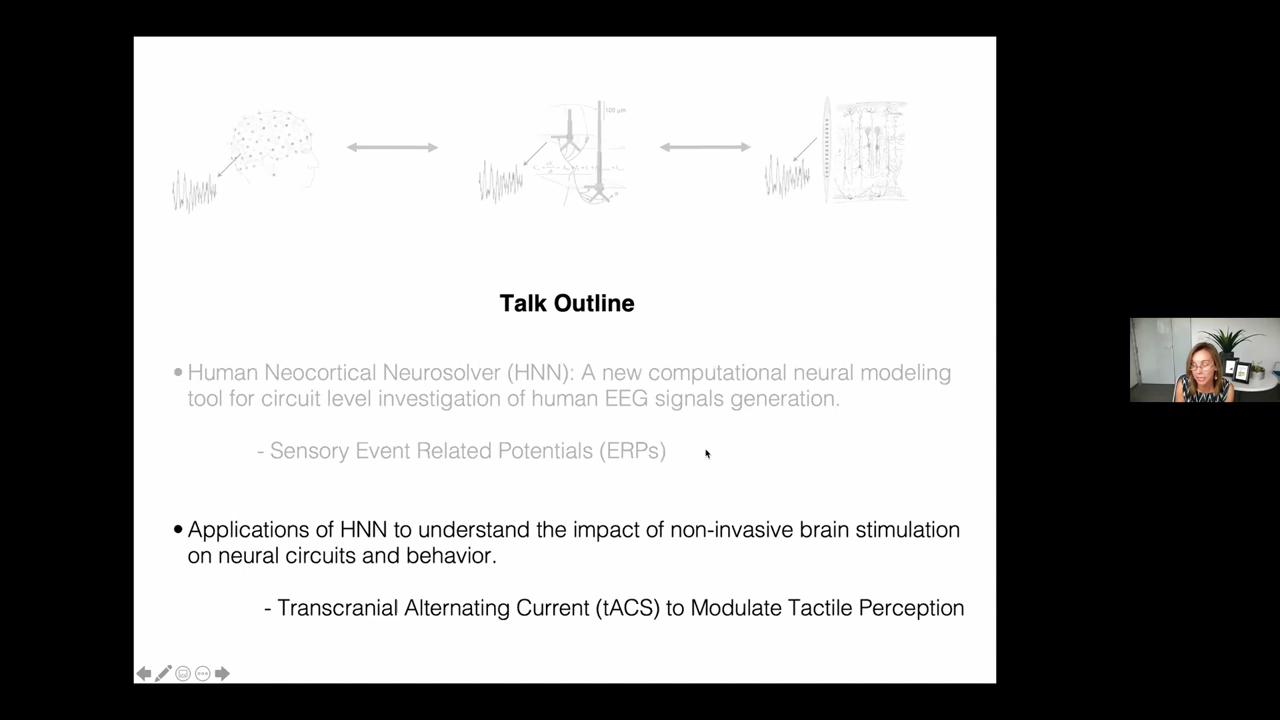 100 µm
Talk Outline
• Human Neocortical Neurosolver (HNN): A new computational neural modeling
tool for circuit level investigation of human EEG signals generation.
- Sensory Event Related Potentials (ERPs)
• Applications of HNN to understand the impact of non-invasive brain stimulation
on neural circuits and behavior.
- Transcranial Alternating Current (tACS) to Modulate Tactile Perception